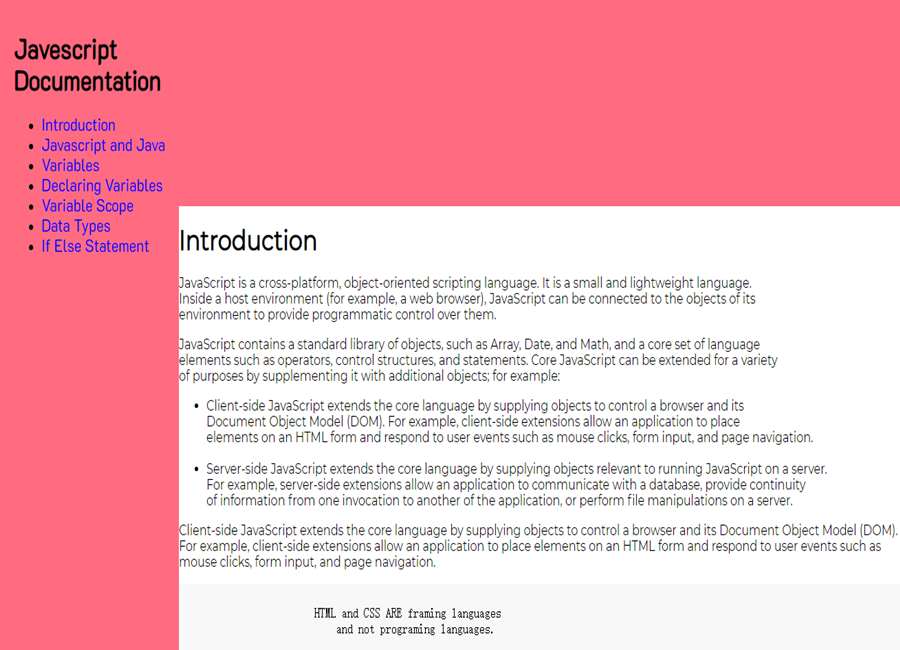 Javescript
Documentation
Introduction
Javascript and Java
Variables
Declaring Variables
Variable Scope
Data Types
If Else Statement
Introduction
JavaScript is a cross-platform, object-oriented scripting language. It is a small and lightweight language.
Inside a host environment (for example, a web browser), JavaScript can be connected to the objects of its
environment to provide programmatic control over them.
JavaScript contains a standard library of objects, such as Array, Date, and Math, and a core set of language
elements such as operators, control structures, and statements. Core JavaScript can be extended for a variety
of purposes by supplementing it with additional objects; for example:
Client-side JavaScript extends the core language by supplying objects to control a browser and its
Document Object Model (DOM). For example, client-side extensions allow an application to place
elements on an HTML form and respond to user events such as mouse clicks, form input, and page navigation.
Server-side JavaScript extends the core language by supplying objects relevant to running JavaScript on a server.
For example, server-side extensions allow an application to communicate with a database, provide continuity
of information from one invocation to another of the application, or perform file manipulations on a server.
Client-side JavaScript extends the core language by supplying objects to control a browser and its Document Object Model (DOM).
For example, client-side extensions allow an application to place elements on an HTML form and respond to user events such as
mouse clicks, form input, and page navigation.
HTML and CSS ARE framing languages
and not programing languages.